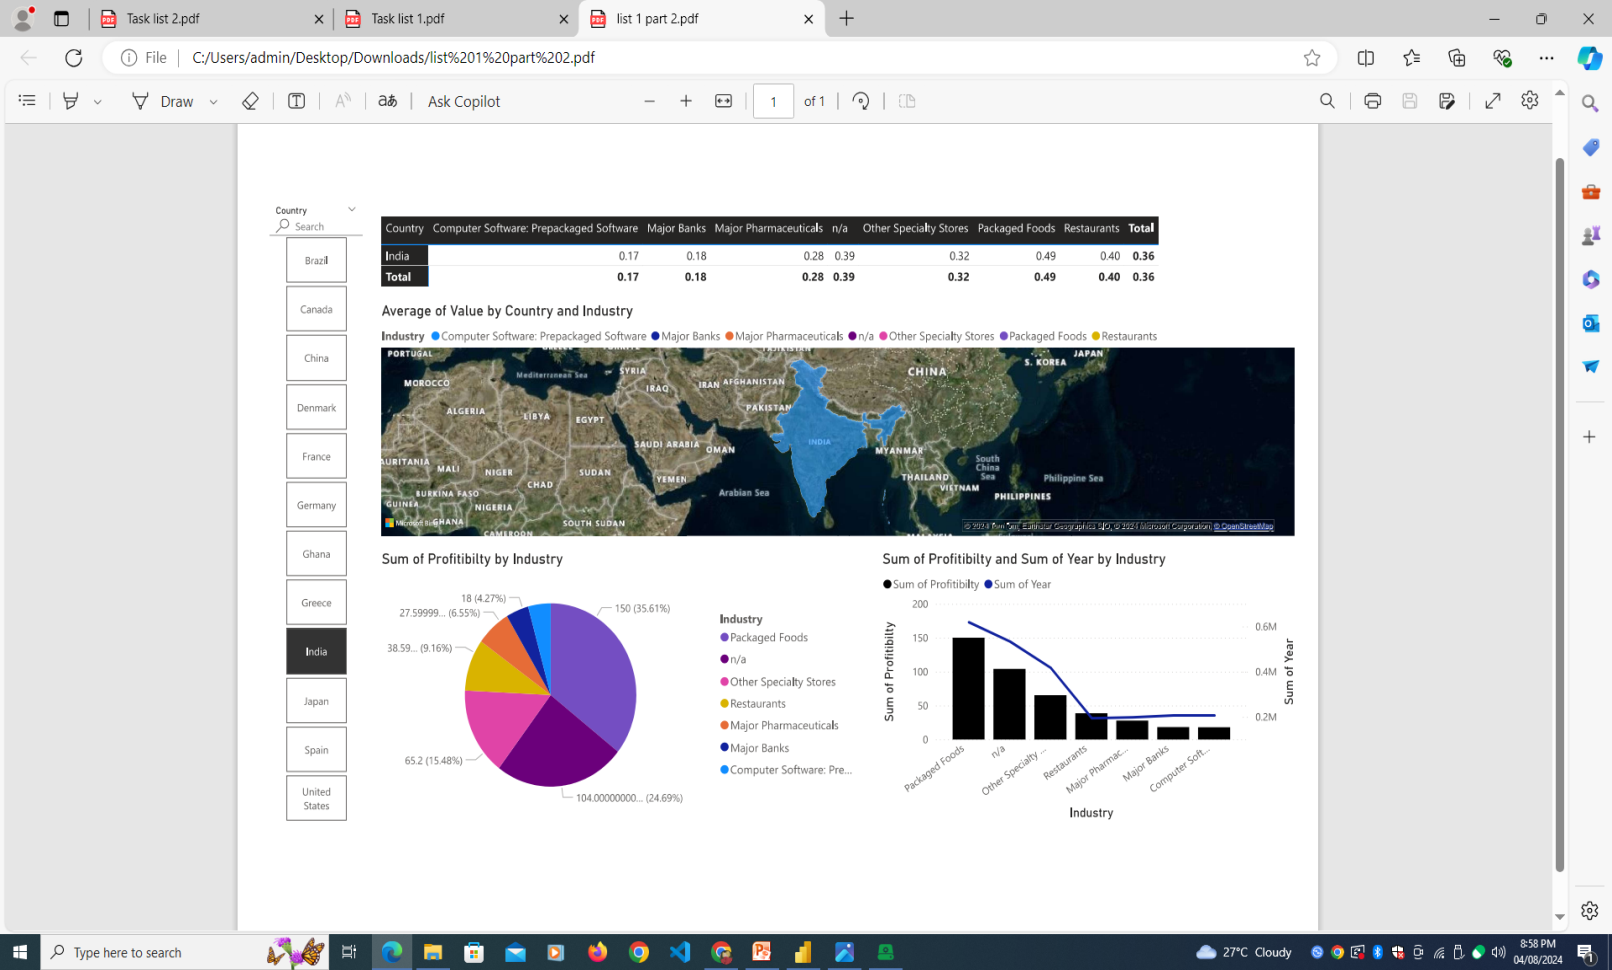 Task list 2.pdf
Task list 1.pdf
list 1 part 2.pdf
File
C:/Users/admin/Desktop/Downloads/list%201%20part%202.pdf
Draw
Ask Copilot
1 of 1
Country
Search
Brazil
Canada
China
Denmark
France
Germany
Ghana
Greece
India
Japan
Spain
United
States
Country Computer Software: Prepackaged Software Major Banks Major Pharmaceuticals n/a Other Specialty Stores Packaged Foods Restaurants Total
India 0.17 0.18 0.28 0.39 0.32 0.49 0.40 0.36
Total 0.17 0.18 0.28 0.39 0.32 0.49 0.40 0.36
Average of Value by Country and Industry
Industry Computer Software: Prepackaged Software Major Banks Major Pharmaceuticals n/a Other Specialty Stores Packaged Foods Restaurants
PORTUGAL
Mediterranean Sea
SYRIA
JAPAN
S. KOREA
CHINA
MOROCCO
IRAQ
IRAN
AFGHANISTAN
ALGERIA
LIBYA
EGYPT
PAKISTAN
SAUDI ARABIA
OMAN
INDIA
MYANMAR
MALI
NIGER
CHAD
SUDAN
YEMEN
Arabian Sea
THAILAND
VIETNAM
South
China
Sea
Philippine Sea
PHILIPPINES
BURKINA FASO
NIGERIA
GUINEA
GHANA
SOUTH SUDAN
CAMEROON
© 2024 TomTom, Earthstar Geographics SIO, © 2024 Microsoft Corporation, © OpenStreetMap
Sum of Profitibilty by Industry
18 (4.27%)
27.59999... (6.55%)
38.59... (9.16%)
65.2 (15.48%)
150 (35.61%)
104.00000000... (24.69%)
Industry
Packaged Foods
n/a
Other Specialty Stores
Restaurants
Major Pharmaceuticals
Major Banks
Computer Software: Pre...
Sum of Profitibilty and Sum of Year by Industry
Sum of Profitibilty Sum of Year
Sum of Profitibilty
200
150
100
50
0
0.6M
0.4M
0.2M
Sum of Year
Packaged Foods
n/a
Other Specialty ...
Restaurants
Major Pharmac...
Major Banks
Computer Soft...
Industry
Type here to search
27°C Cloudy
8:58 PM
04/08/2024